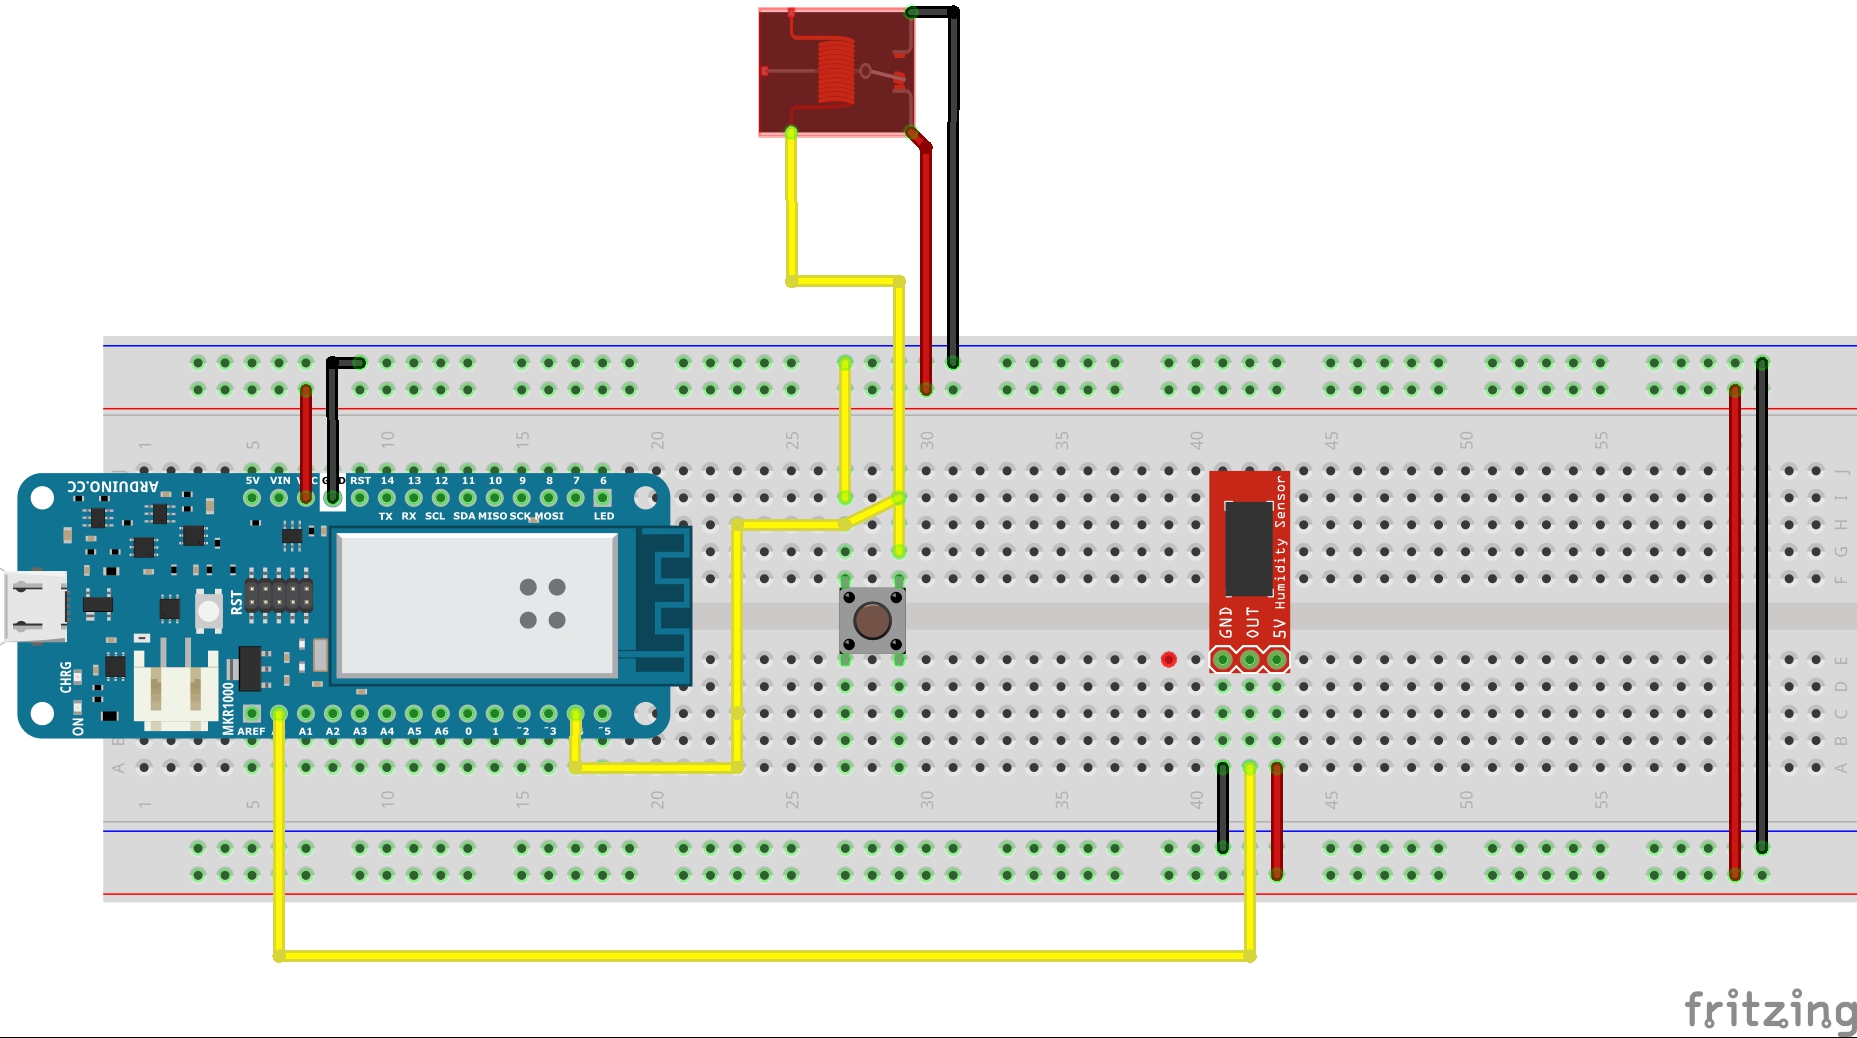 1 5 10 15 20 25 30 35 40 45 50 55
J
I
H
G
F
E
D
C
B
A
ARDUINO.CC
5V VIN RST 14 13 12 11 10 9 8 7 6
TX RX SCL SDA MISO SCK MOSI LED
RST
CHRG
ON
MKR1000
AREF A1 A2 A3 A4 A5 A6 0 1 ~2 ~3 ~5
Humidity Sensor
GND
OUT
5V
B
A
1 5 10 15 20 25 30 35 40 45 50 55
fritzing